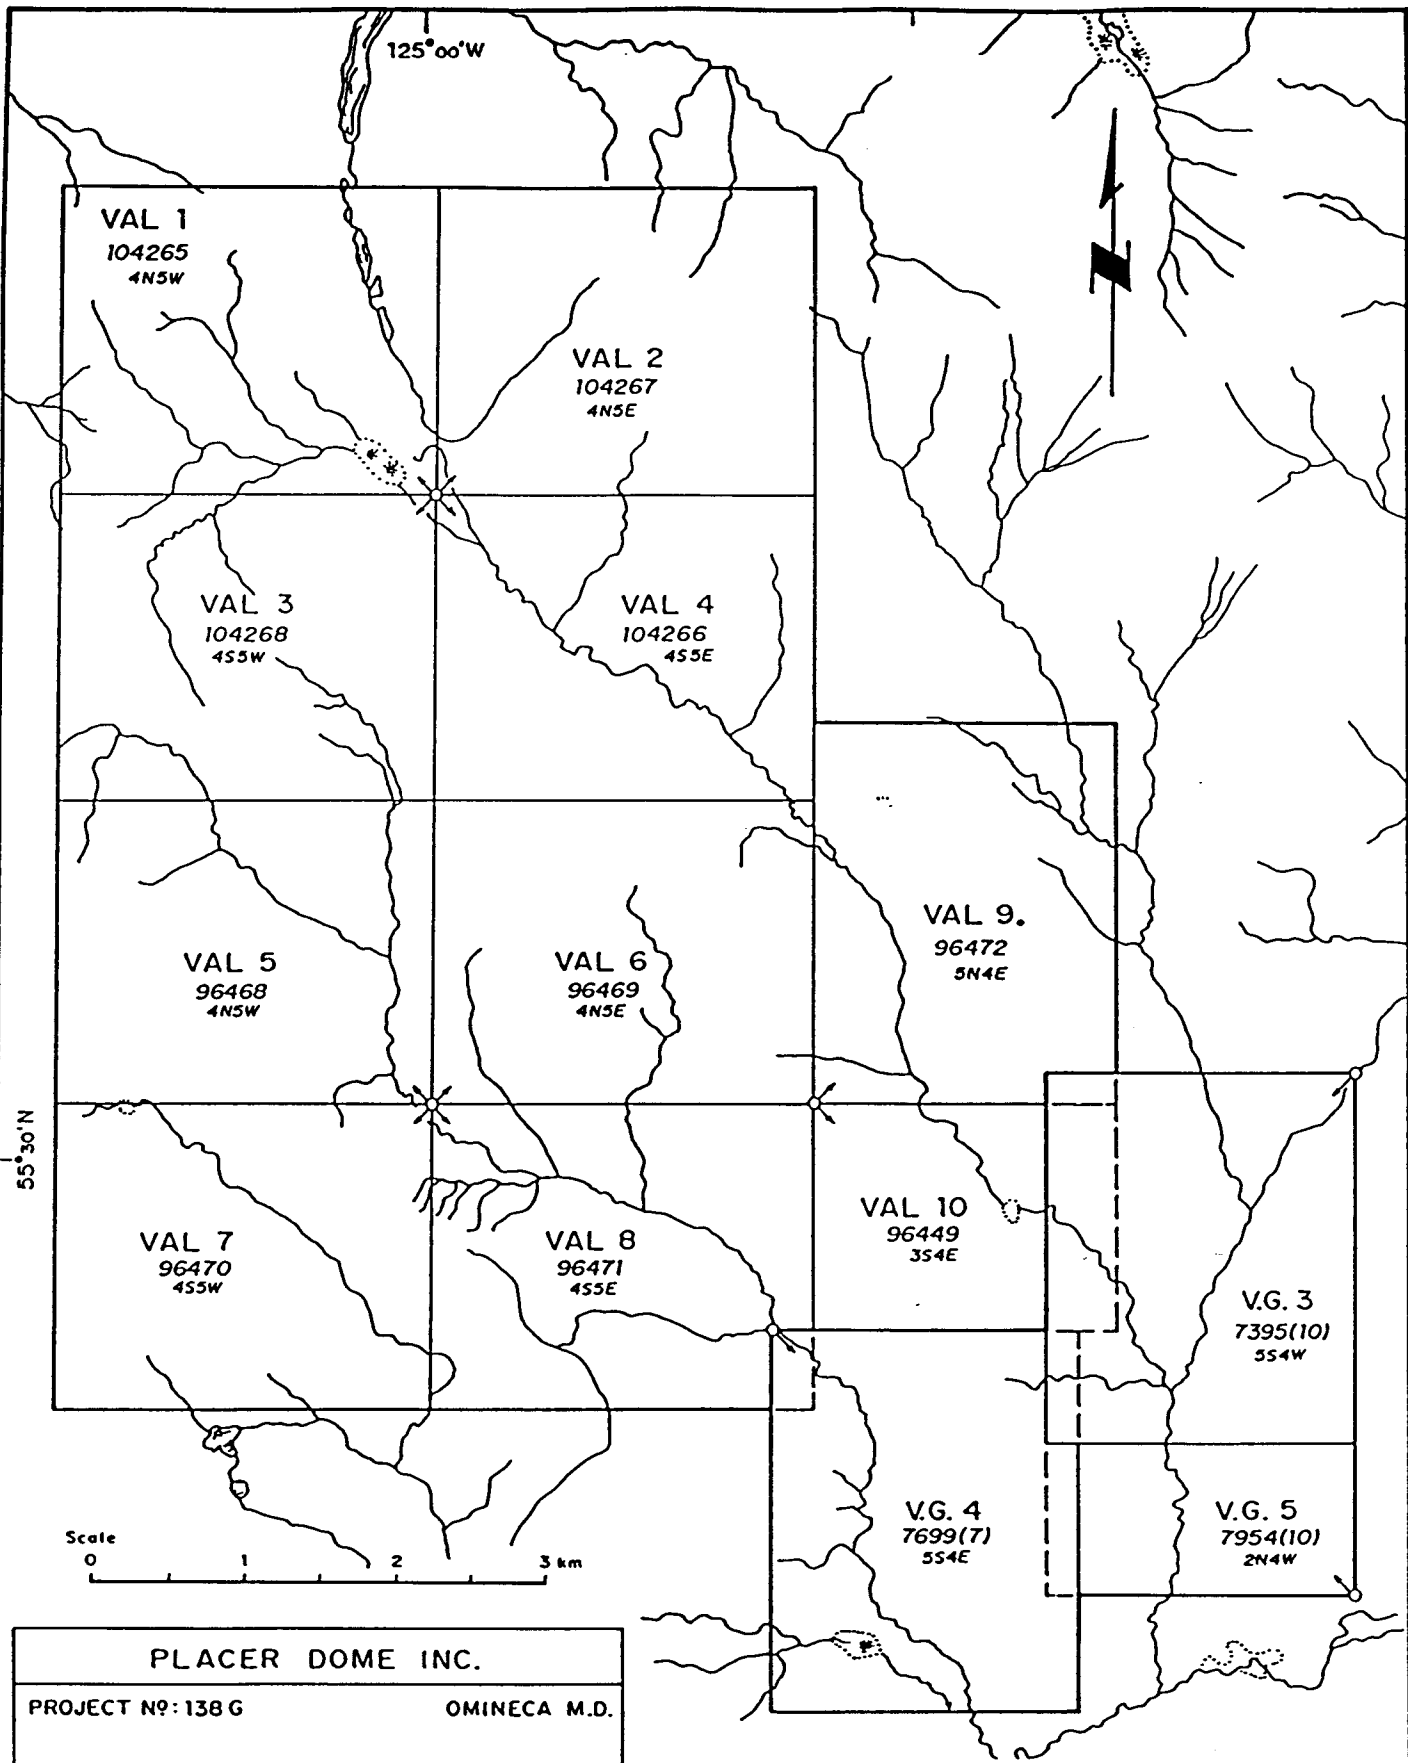 125°00'W
VAL 1
104265
4N5W
VAL 2
104267
4N5E
N
VAL 3
104268
4S5W
VAL 4
104266
4S5E
VAL 5
96468
4N5W
VAL 6
96469
4N5E
VAL 9.
96472
5N4E
55°30'N
VAL 7
96470
4S5W
VAL 8
96471
4S5E
VAL 10
96449
3S4E
V.G. 3
7395(10)
5S4W
V.G. 4
7699(7)
5S4E
V.G. 5
7954(10)
2N4W
Scale
0 1 2 3 km
PLACER DOME INC.
PROJECT Nº: 138 G OMINECA M.D.